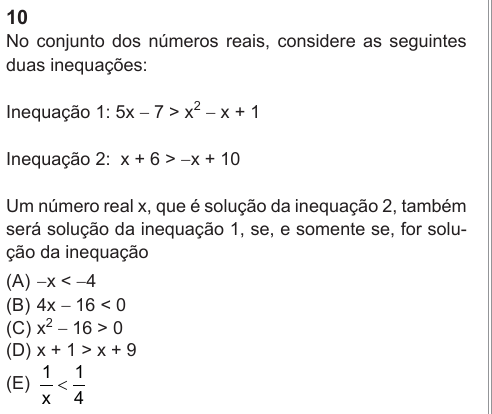 10
No conjunto dos números reais, considere as seguintes
duas inequações:
Inequação 1: 5x – 7 > x² – x + 1
Inequação 2: x + 6 > –x + 10
Um número real x, que é solução da inequação 2, também
será solução da inequação 1, se, e somente se, for solu-
ção da inequação
(A) –x < –4
(B) 4x – 16 < 0
(C) x² – 16 > 0
(D) x + 1 > x + 9
(E) 1/x < 1/4